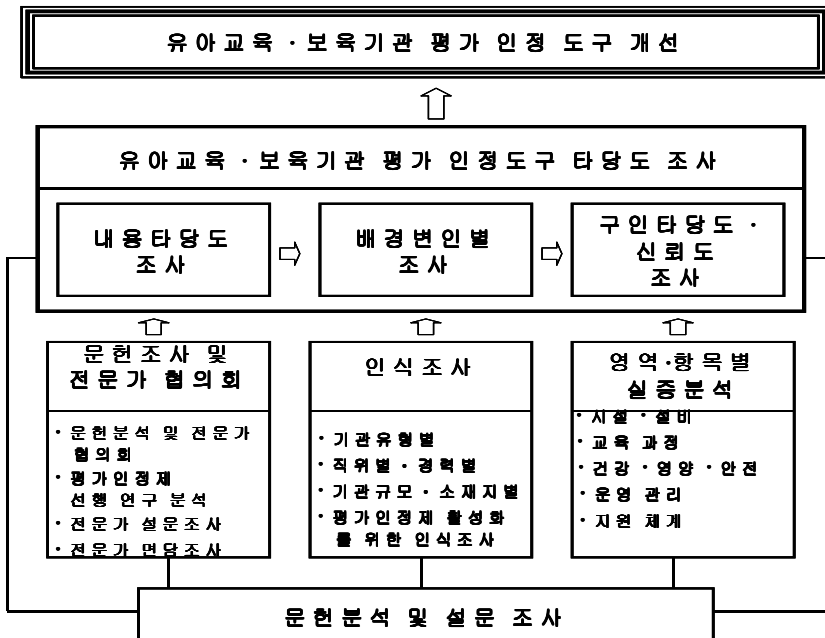 유아교육 · 보육기관 평가 인정 도구 개선
유아교육 · 보육기관 평가 인정도구 타당도 조사
내용타당도
조사
배경변인별
조사
구인타당도 ·
신뢰도
조사
문헌조사 및
전문가 협의회
· 문헌분석 및 전문가
협의회
· 평가인정제
선행 연구 분석
· 전문가 설문조사
· 전문가 면담조사
인식조사
· 기관유형별
· 직위별 · 경력별
· 기관규모 · 소재지별
· 평가인정제 활성화
를 위한 인식조사
영역·항목별
실증분석
· 시설 · 설비
· 교육 과정
· 건강 · 영양 · 안전
· 운영 관리
· 지원 체계
문헌분석 및 설문 조사